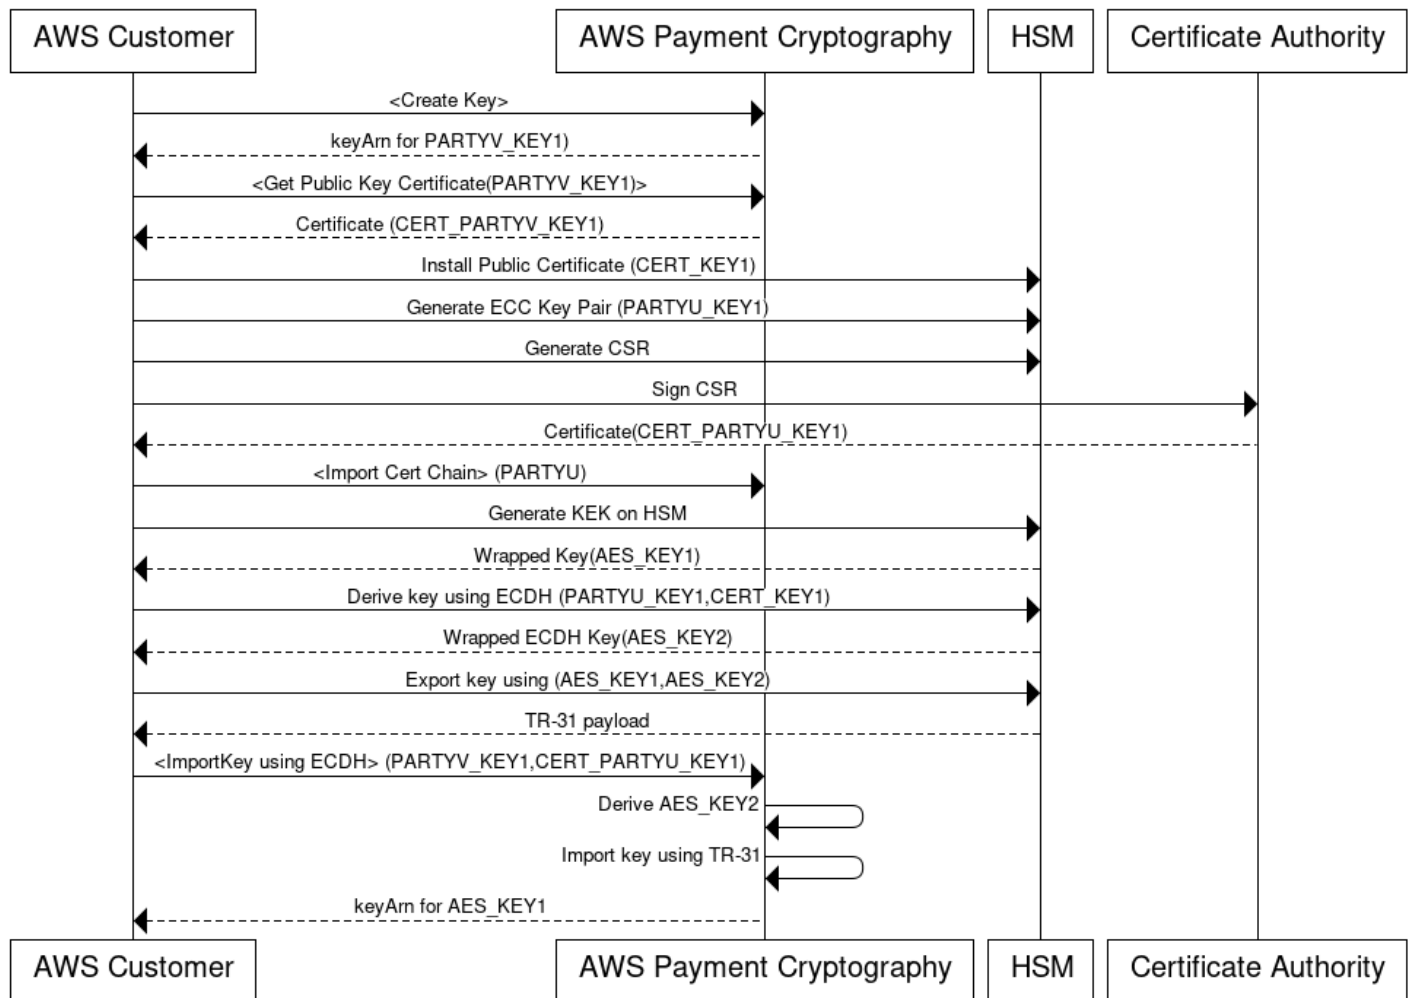 AWS Customer
AWS Payment Cryptography
HSM
Certificate Authority
<Create Key>
keyArn for PARTYV_KEY1)
<Get Public Key Certificate(PARTYV_KEY1)>
Certificate (CERT_PARTYV_KEY1)
Install Public Certificate (CERT_KEY1)
Generate ECC Key Pair (PARTYU_KEY1)
Generate CSR
Sign CSR
Certificate(CERT_PARTYU_KEY1)
<Import Cert Chain> (PARTYU)
Generate KEK on HSM
Wrapped Key(AES_KEY1)
Derive key using ECDH (PARTYU_KEY1,CERT_KEY1)
Wrapped ECDH Key(AES_KEY2)
Export key using (AES_KEY1,AES_KEY2)
TR-31 payload
<ImportKey using ECDH> (PARTYV_KEY1,CERT_PARTYU_KEY1)
Derive AES_KEY2
Import key using TR-31
keyArn for AES_KEY1
AWS Customer
AWS Payment Cryptography
HSM
Certificate Authority